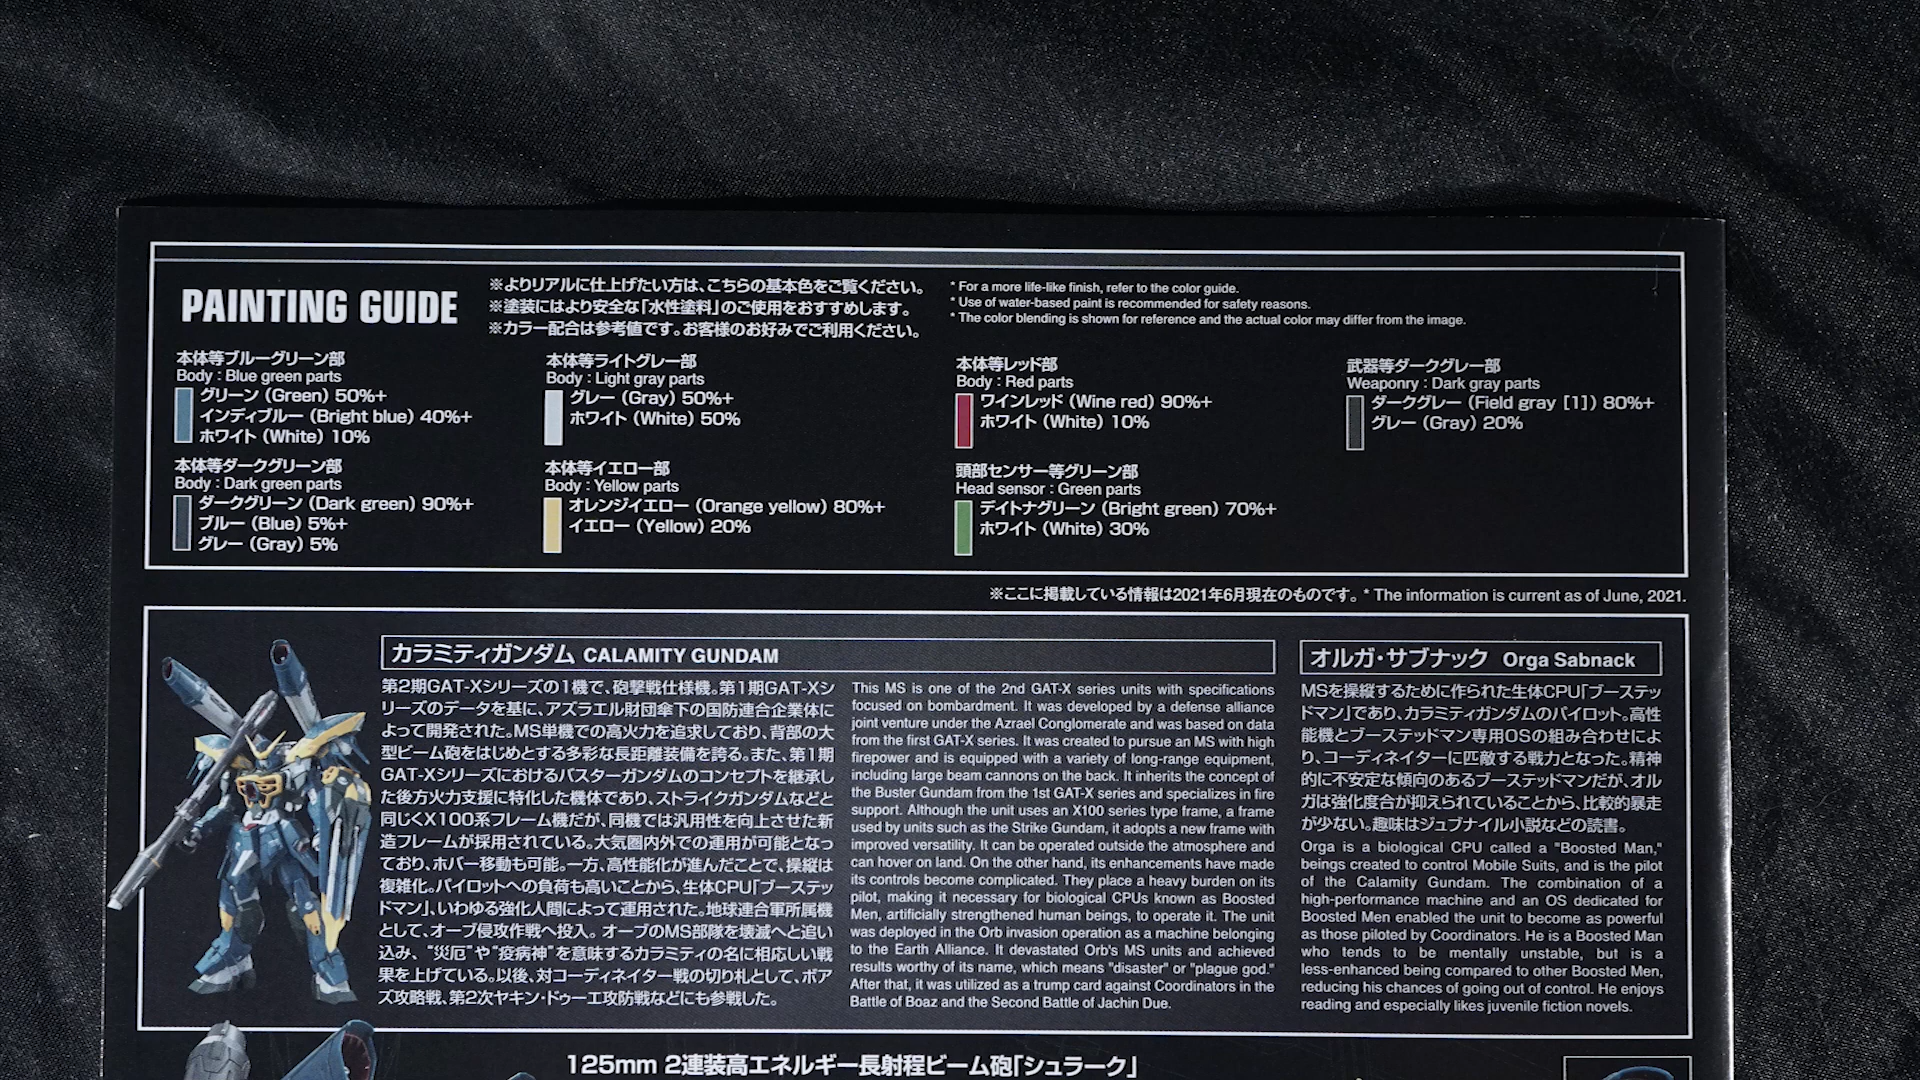 PAINTING GUIDE
※よりリアルに仕上げたい方は、こちらの基本色をご覧ください。
※塗装にはより安全な「水性塗料」のご使用をおすすめします。
※カラー配合は参考値です。お客様のお好みでご利用ください。
* For a more life-like finish, refer to the color guide.
* Use of water-based paint is recommended for safety reasons.
* The color blending is shown for reference and the actual color may differ from the image.
本体等ブルーグリーン部
Body : Blue green parts
グリーン (Green) 50%+
インディブルー (Bright blue) 40%+
ホワイト (White) 10%
本体等ライトグレー部
Body : Light gray parts
グレー (Gray) 50%+
ホワイト (White) 50%
本体等レッド部
Body : Red parts
ワインレッド (Wine red) 90%+
ホワイト (White) 10%
武器等ダークグレー部
Weaponry : Dark gray parts
ダークグレー (Field gray [1]) 80%+
グレー (Gray) 20%
本体等ダークグリーン部
Body : Dark green parts
ダークグリーン (Dark green) 90%+
ブルー (Blue) 5%+
グレー (Gray) 5%
本体等イエロー部
Body : Yellow parts
オレンジイエロー (Orange yellow) 80%+
イエロー (Yellow) 20%
頭部センサー等グリーン部
Head sensor : Green parts
デイトナグリーン (Bright green) 70%+
ホワイト (White) 30%
※ここに掲載している情報は2021年6月現在のものです。 * The information is current as of June, 2021.
カラミティガンダム CALAMITY GUNDAM
第2期GAT-Xシリーズの1機で、砲撃戦仕様機。第1期GAT-Xシ
リーズのデータを基に、アズラエル財団傘下の国防連合企業体に
よって開発された。MS単機での高火力を追求しており、背部の大
型ビーム砲をはじめとする多彩な長距離装備を誇る。また、第1期
GAT-Xシリーズにおけるバスターガンダムのコンセプトを継承し
た後方火力支援に特化した機体であり、ストライクガンダムなどと
同じくX100系フレーム機だが、同機では汎用性を向上させた新
造フレームが採用されている。大気圏内外での運用が可能となっ
ており、ホバー移動も可能。一方、高性能化が進んだことで、操縦は
複雑化。パイロットへの負荷も高いことから、生体CPU「ブーステッ
ドマン」、いわゆる強化人間によって運用された。地球連合軍所属機
として、オーブ侵攻作戦へ投入。オーブのMS部隊を壊滅へと追い
込み、“災厄”や“疫病神”を意味するカラミティの名に相応しい戦
果を上げている。以後、対コーディネイター戦の切り札として、ボア
ズ攻略戦、第2次ヤキン・ドゥーエ攻防戦などにも参戦した。
This MS is one of the 2nd GAT-X series units with specifications
focused on bombardment. It was developed by a defense alliance
joint venture under the Azrael Conglomerate and was based on data
from the first GAT-X series. It was created to pursue an MS with high
firepower and is equipped with a variety of long-range equipment,
including large beam cannons on the back. It inherits the concept of
the Buster Gundam from the 1st GAT-X series and specializes in fire
support. Although the unit uses an X100 series type frame, a frame
used by units such as the Strike Gundam, it adopts a new frame with
improved versatility. It can be operated outside the atmosphere and
can hover on land. On the other hand, its enhancements have made
its controls become complicated. They place a heavy burden on its
pilot, making it necessary for biological CPUs known as Boosted
Men, artificially strengthened human beings, to operate it. The unit
was deployed in the Orb invasion operation as a machine belonging
to the Earth Alliance. It devastated Orb's MS units and achieved
results worthy of its name, which means "disaster" or "plague god."
After that, it was utilized as a trump card against Coordinators in the
Battle of Boaz and the Second Battle of Jachin Due.
オルガ・サブナック Orga Sabnack
MSを操縦するために作られた生体CPU「ブーステッ
ドマン」であり、カラミティガンダムのパイロット。高性
能機とブーステッドマン専用OSの組み合わせによ
り、コーディネイターに匹敵する戦力となった。精神
的に不安定な傾向のあるブーステッドマンだが、オル
ガは強化度合が抑えられていることから、比較的暴走
が少ない。趣味はジュブナイル小説などの読書。
Orga is a biological CPU called a "Boosted Man,"
beings created to control Mobile Suits, and is the pilot
of the Calamity Gundam. The combination of a
high-performance machine and an OS dedicated for
Boosted Men enabled the unit to become as powerful
as those piloted by Coordinators. He is a Boosted Man
who tends to be mentally unstable, but is a
less-enhanced being compared to other Boosted Men,
reducing his chances of going out of control. He enjoys
reading and especially likes juvenile fiction novels.
125mm 2連装高エネルギー長射程ビーム砲「シュラーク」